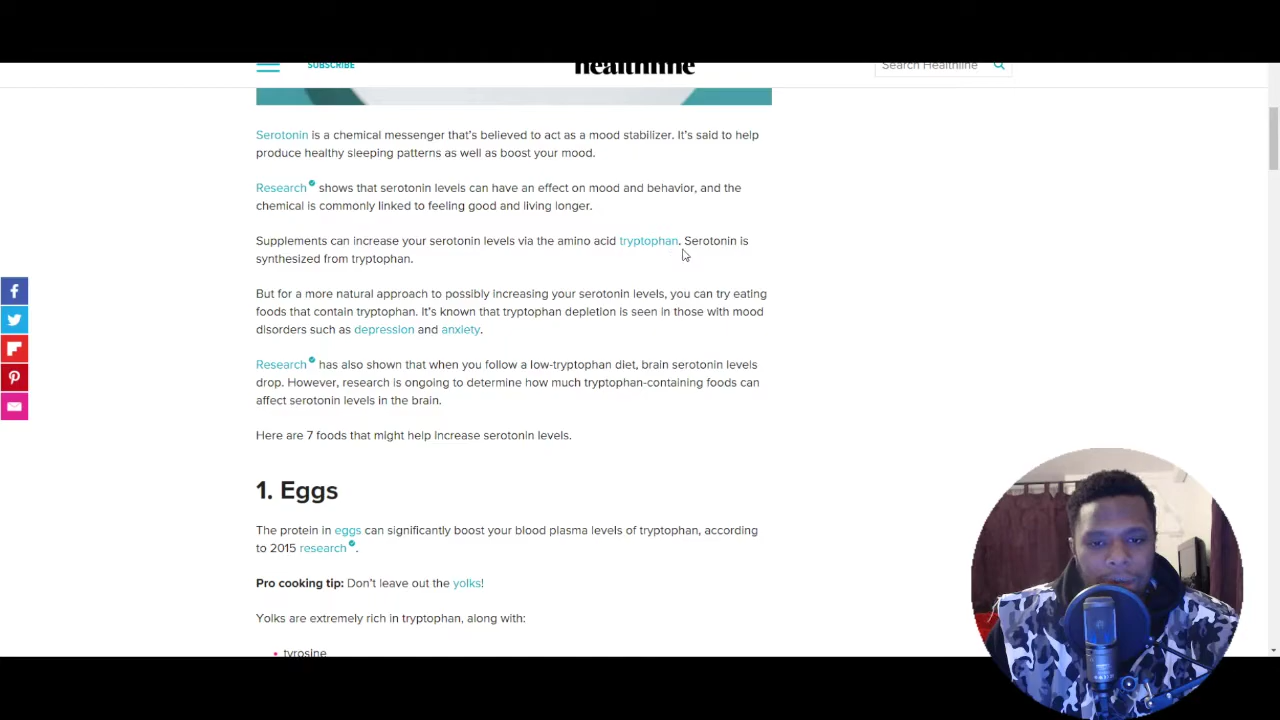 SUBSCRIBE
healthline
Search Healthline
Serotonin is a chemical messenger that's believed to act as a mood stabilizer. It's said to help
produce healthy sleeping patterns as well as boost your mood.
Research shows that serotonin levels can have an effect on mood and behavior, and the
chemical is commonly linked to feeling good and living longer.
Supplements can increase your serotonin levels via the amino acid tryptophan. Serotonin is
synthesized from tryptophan.
But for a more natural approach to possibly increasing your serotonin levels, you can try eating
foods that contain tryptophan. It's known that tryptophan depletion is seen in those with mood
disorders such as depression and anxiety.
Research has also shown that when you follow a low-tryptophan diet, brain serotonin levels
drop. However, research is ongoing to determine how much tryptophan-containing foods can
affect serotonin levels in the brain.
Here are 7 foods that might help increase serotonin levels.
1. Eggs
The protein in eggs can significantly boost your blood plasma levels of tryptophan, according
to 2015 research.
Pro cooking tip: Don't leave out the yolks!
Yolks are extremely rich in tryptophan, along with:
• tyrosine